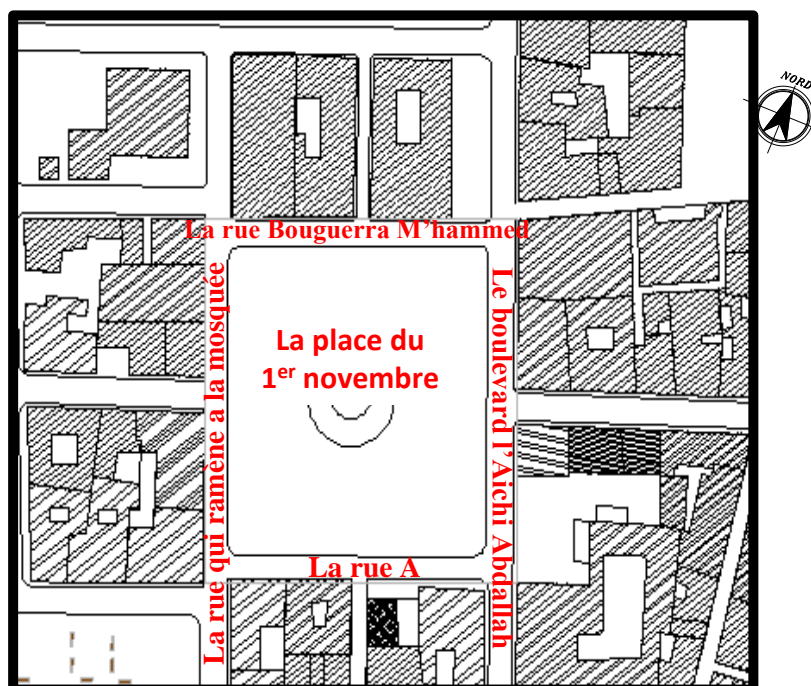 NORD
La rue Bouguerra M'hammed
La rue qui ramène a la mosquée
Le boulevard l'Aichi Abdallah
La place du
1er novembre
La rue A